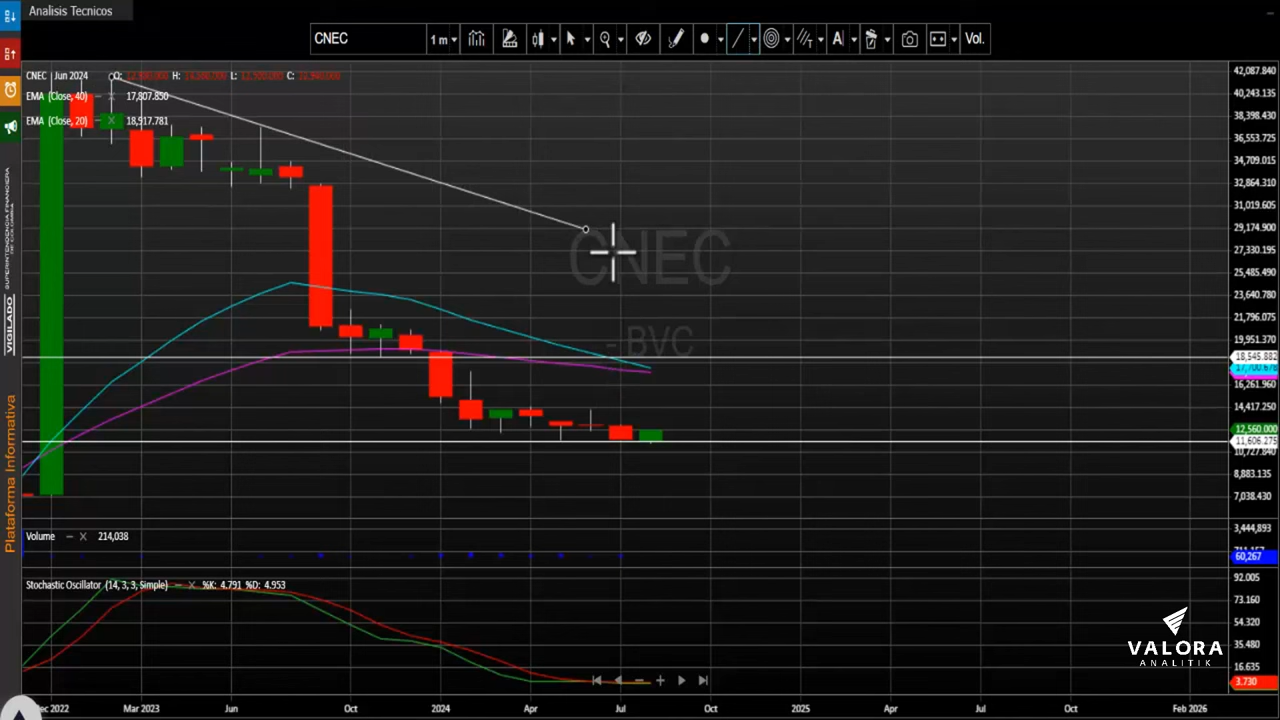 Analisis Tecnicos
CNEC 1 m Vol.
CNEC Jun 2024 O: H: L: C:
EMA (Close, 40) — X 17,807.850
EMA (Close, 20) — X 18,917.781
42,087.840
40,243.135
38,398.430
36,553.725
34,709.015
32,864.310
31,019.605
29,174.900
27,330.195
25,485.490
23,640.780
21,796.075
19,951.370
18,545.882
17,700.678
16,261.960
14,417.250
12,560.000
11,606.275
10,727.840
8,883.135
7,038.430
CNEC
- BVC
Volume — X 214,038
3,444,893
60,267
Stochastic Oscillator (14, 3, 3, Simple) — X %K: 4.791 %D: 4.953
92.005
73.160
54.320
35.480
16.635
3.730
VALORA
ANALITIK
Dec 2022 Mar 2023 Jun Oct 2024 Apr Jul Oct 2025 Apr Jul Oct Feb 2026
SUPERINTENDENCIA FINANCIERA
DE COLOMBIA
VIGILADO
Plataforma Informativa